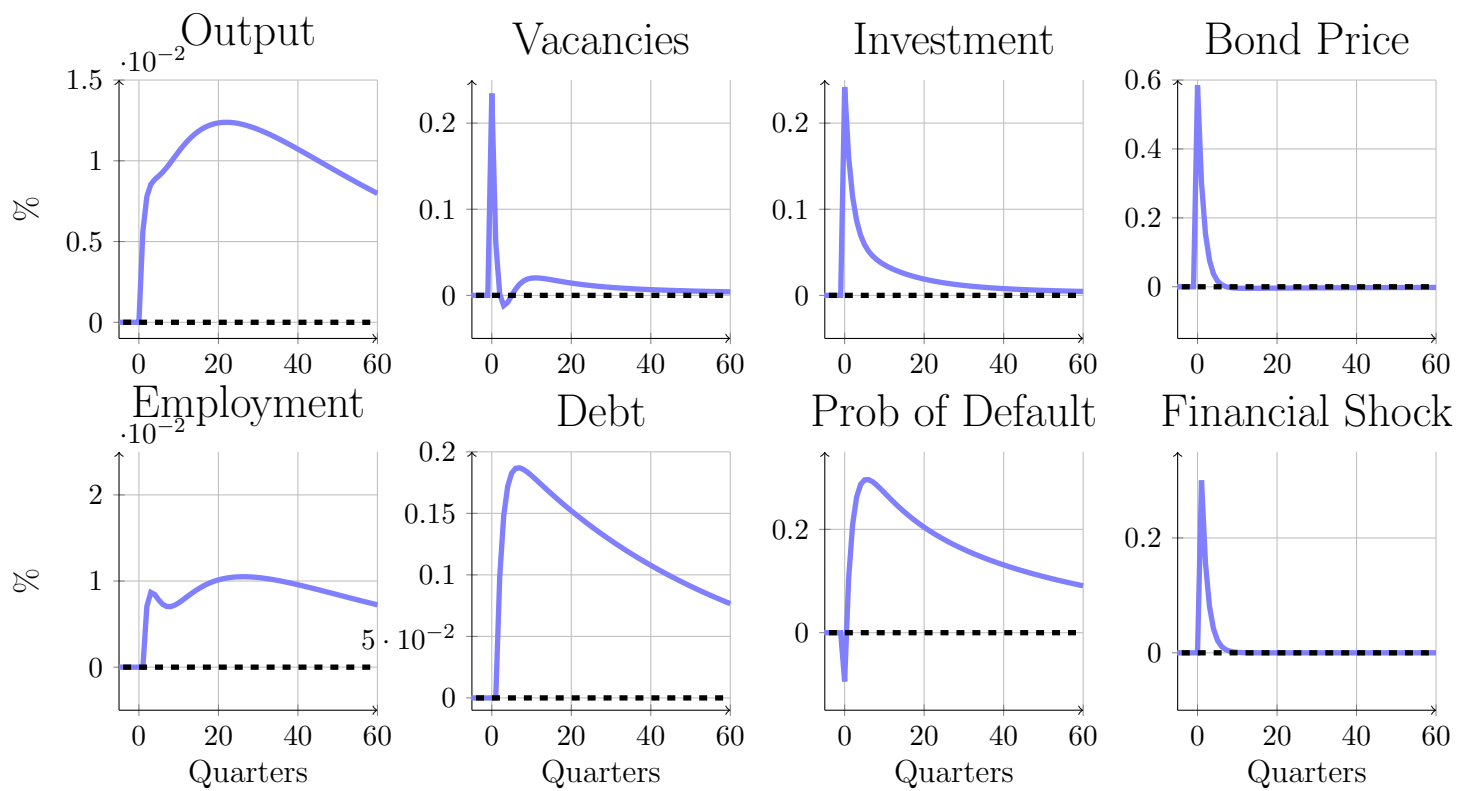 Output
Vacancies
Investment
Bond Price
·10−2
1.5
1
0.5
0
%
0 20 40 60
0.2
0.1
0
0 20 40 60
0.2
0.1
0
0 20 40 60
0.6
0.4
0.2
0
0 20 40 60
Employment
Debt
Prob of Default
Financial Shock
·10−2
2
1
0
%
0 20 40 60
Quarters
0.2
0.15
0.1
5 · 10−2
0
0 20 40 60
Quarters
0.2
0
0 20 40 60
Quarters
0.2
0
0 20 40 60
Quarters